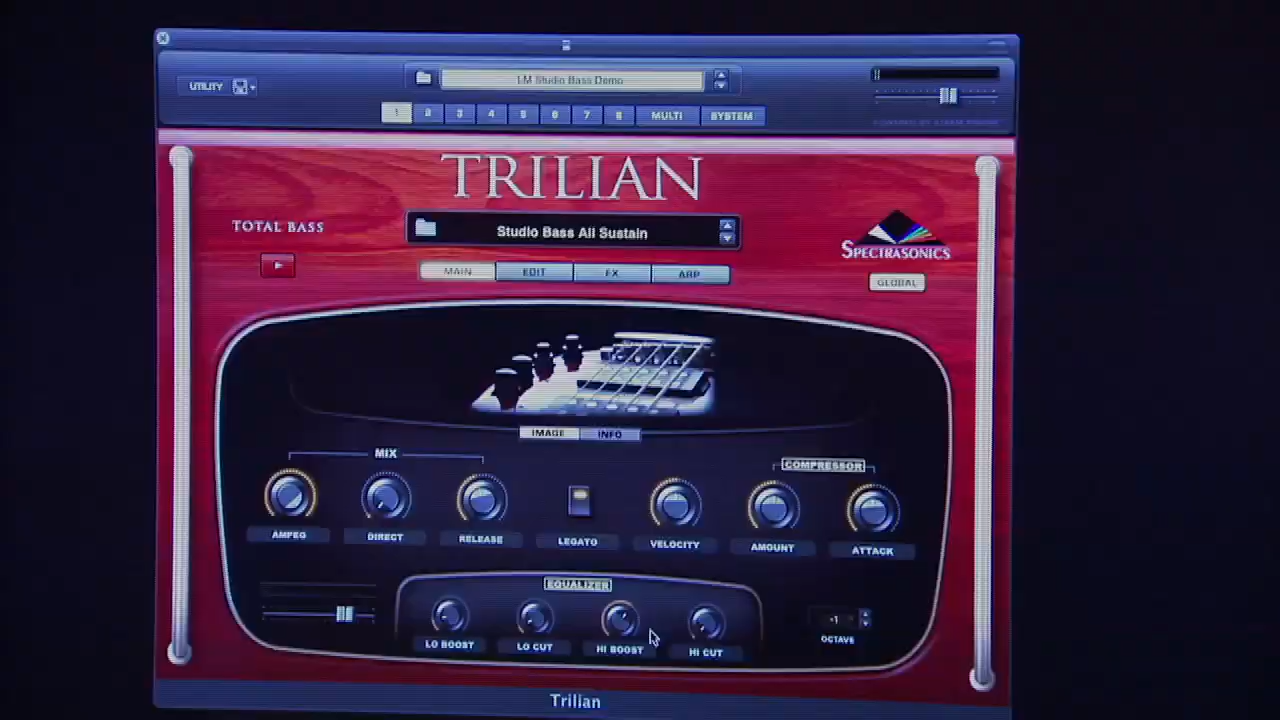 UTILITY
LM Studio Bass Demo
1 2 3 4 5 6 7 8 MULTI SYSTEM
TRILIAN
TOTAL BASS
Studio Bass All Sustain
SPECTRASONICS
MAIN EDIT FX ARP
GLOBAL
IMAGE INFO
MIX
COMPRESSOR
AMPEG DIRECT RELEASE LEGATO VELOCITY AMOUNT ATTACK
EQUALIZER
-1
OCTAVE
LO BOOST LO CUT HI BOOST HI CUT
Trilian